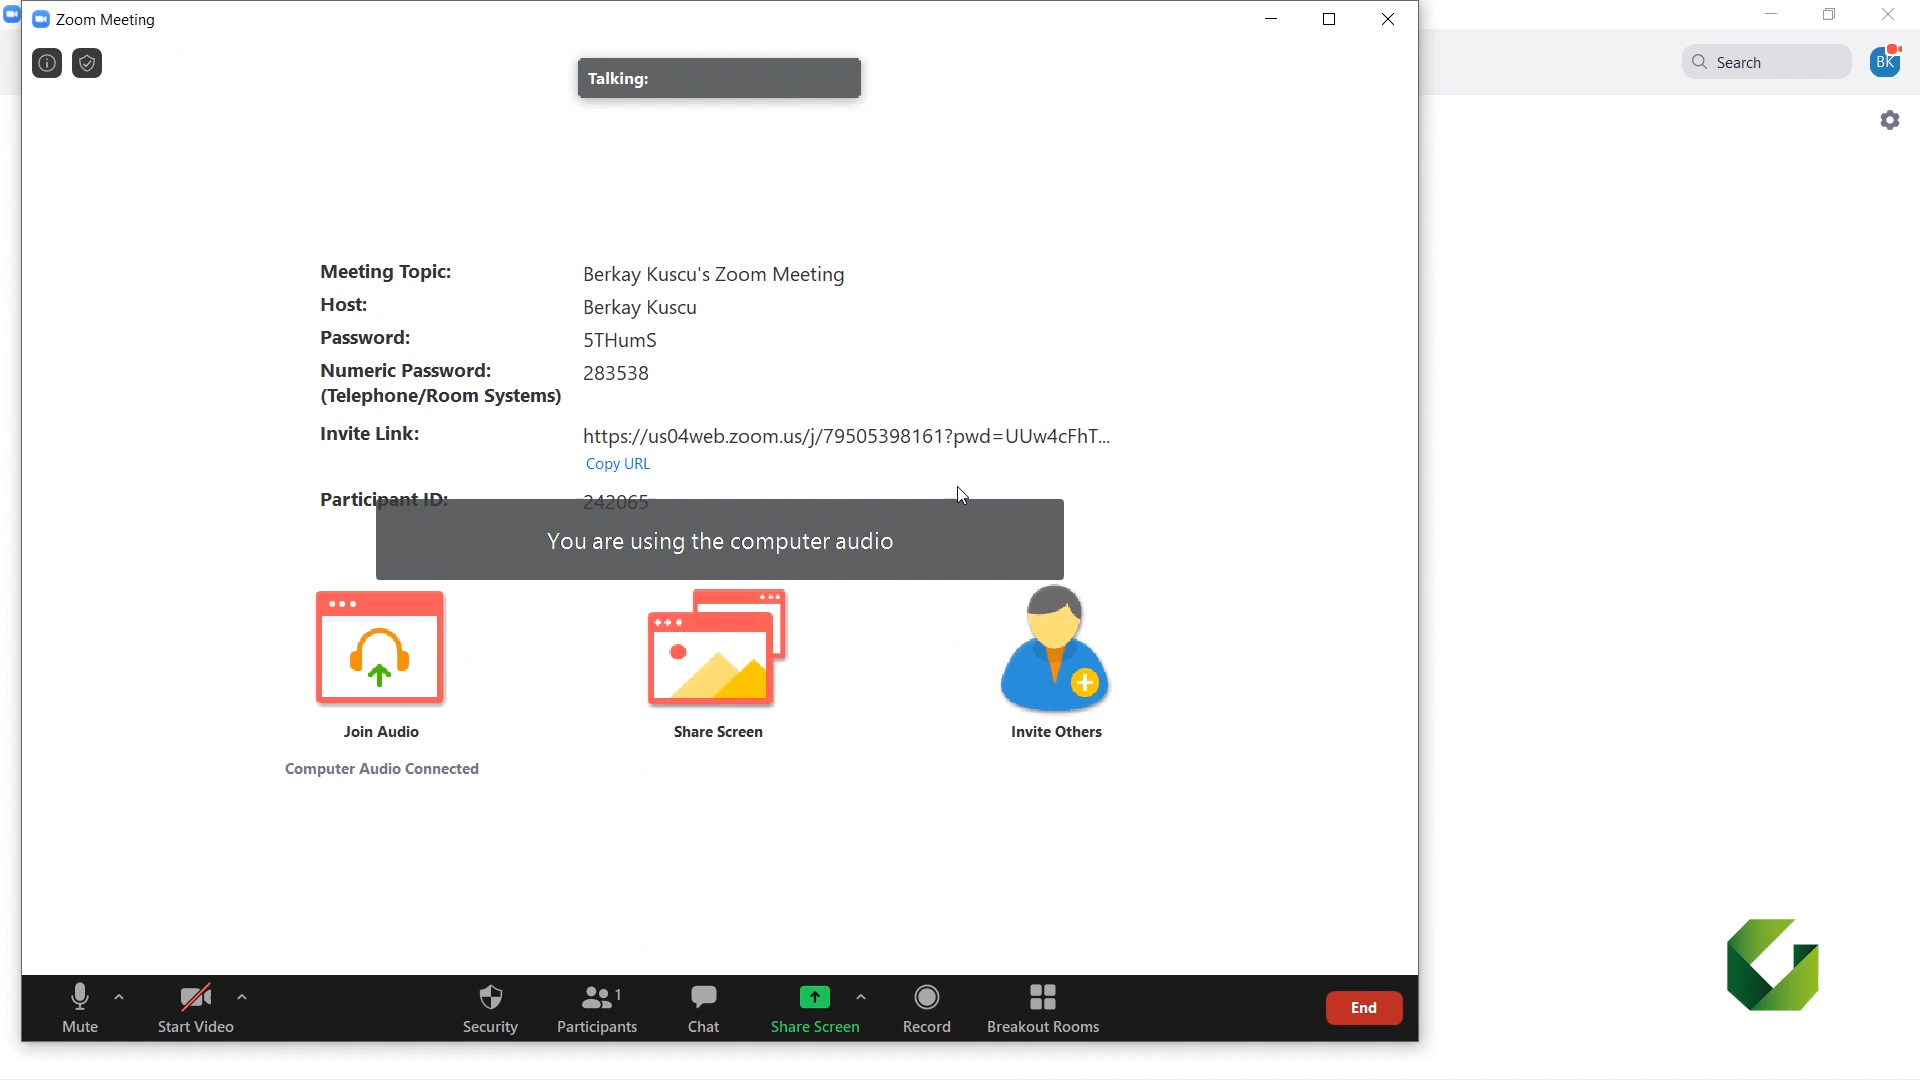 Zoom Meeting
Talking:
Search
BK
Meeting Topic: Berkay Kuscu's Zoom Meeting
Host: Berkay Kuscu
Password: 5THumS
Numeric Password: 283538
(Telephone/Room Systems)
Invite Link: https://us04web.zoom.us/j/79505398161?pwd=UUw4cFhT...
Copy URL
Participant ID: 242065
You are using the computer audio
Join Audio
Share Screen
Invite Others
Computer Audio Connected
1
Mute
Start Video
Security
Participants
Chat
Share Screen
Record
Breakout Rooms
End